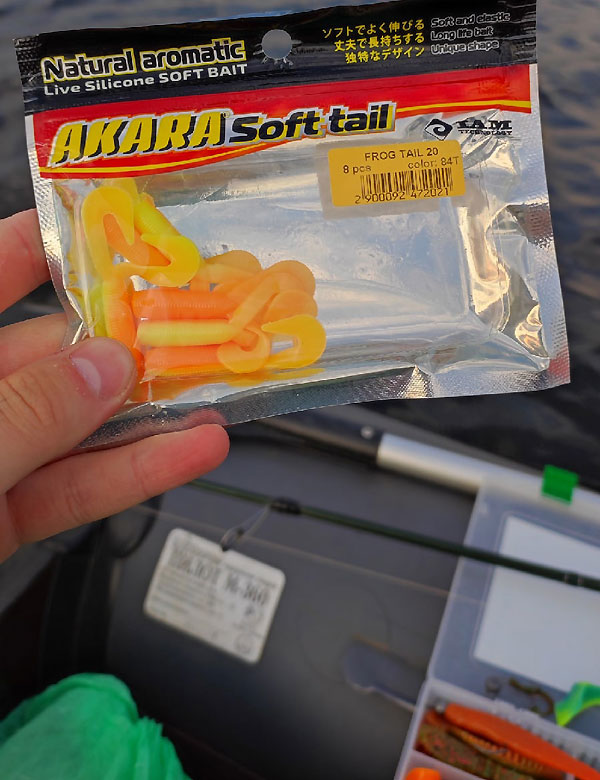 Natural aromatic
Live Silicone SOFT BAIT
ソフトでよく伸びる Soft and elastic
丈夫で長持ちする Long life bait
独特なデザイン Unique shape
AKARA Soft tail
IAM
TECHNOLOGY
FROG TAIL 20
8 pcs color: 84T
2 900092 472021